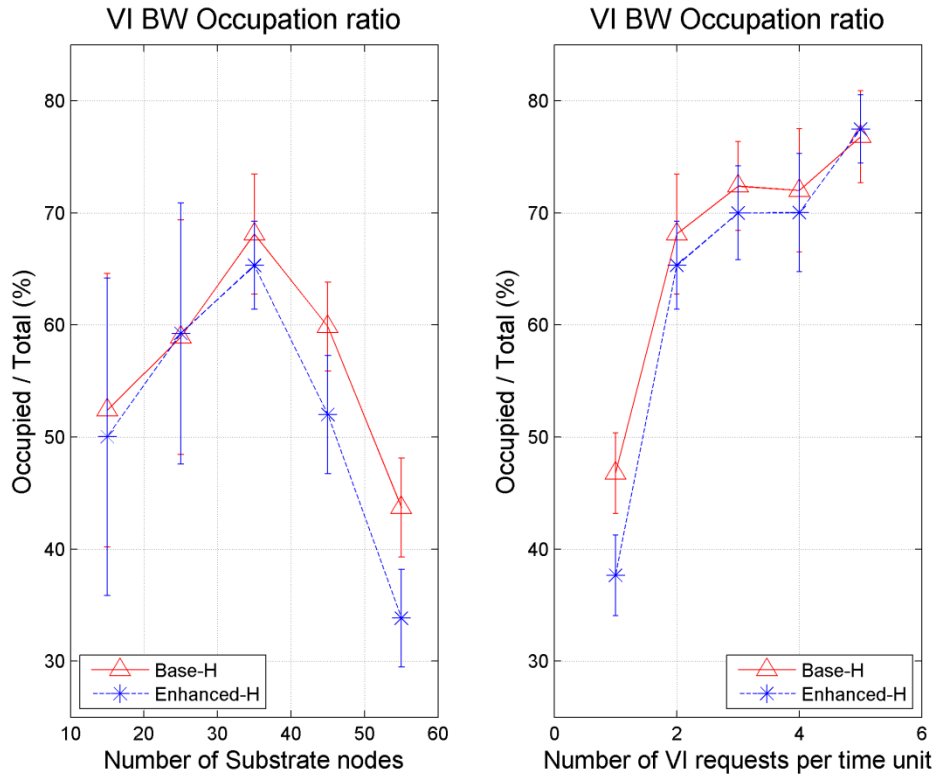 VI BW Occupation ratio
Occupied / Total (%)
80
70
60
50
40
30
10 20 30 40 50 60
Number of Substrate nodes
Base-H
Enhanced-H
VI BW Occupation ratio
Occupied / Total (%)
80
70
60
50
40
30
0 2 4 6
Number of VI requests per time unit
Base-H
Enhanced-H